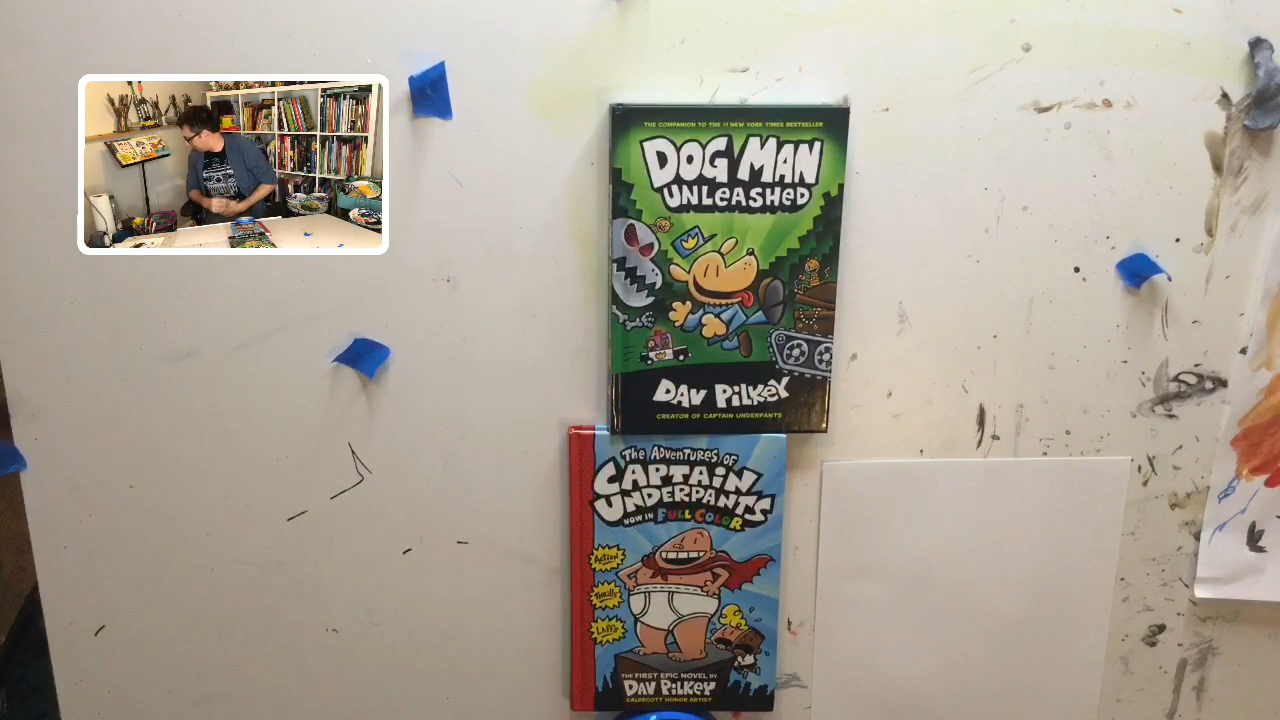 THE COMPANION TO THE #1 NEW YORK TIMES BESTSELLER
DOG MAN
UNLEASHED
DAV PILKEY
CREATOR OF CAPTAIN UNDERPANTS
THE ADVENTURES OF
CAPTAIN
UNDERPANTS
NOW IN FULL COLOR
ACTION
THRILLS
LAFFS
THE FIRST EPIC NOVEL BY
DAV PILKEY
CALDECOTT HONOR ARTIST